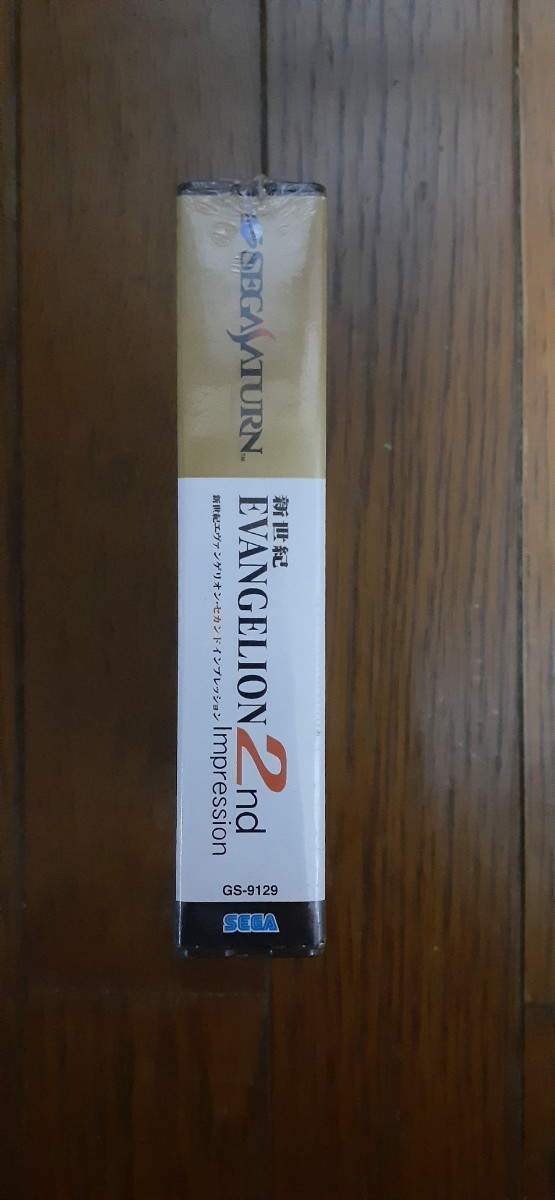 SEGA SATURN™
新世紀
EVANGELION
2nd
Impression
新世紀エヴァンゲリオン・セカンドインプレッション
GS-9129
SEGA